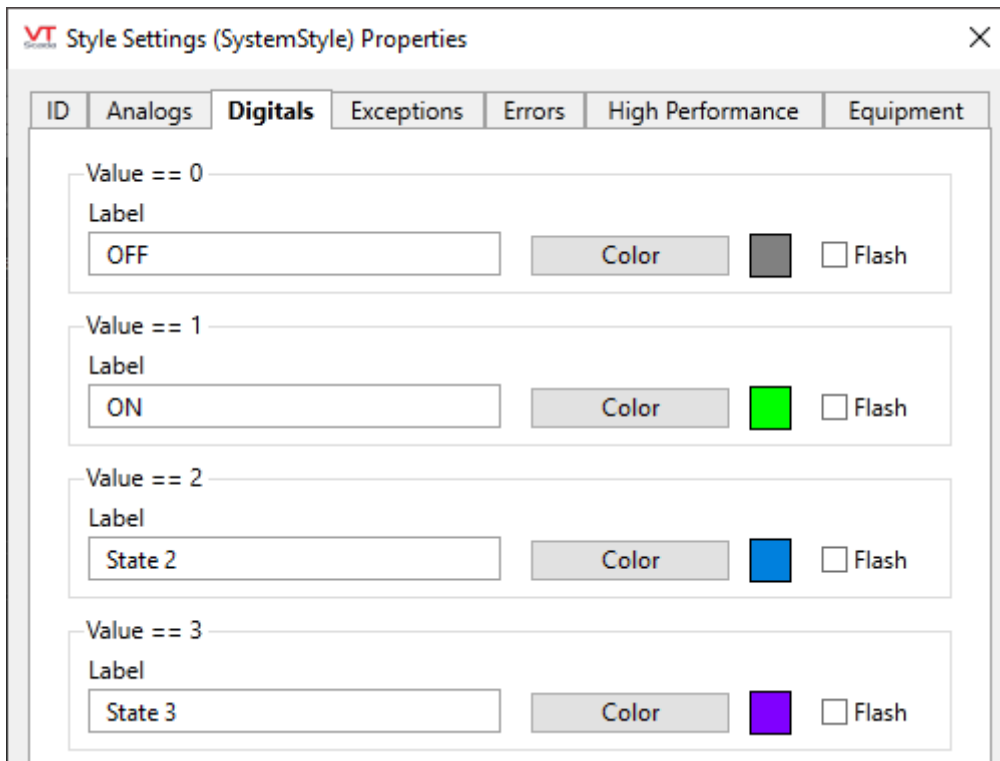 VT Scada Style Settings (SystemStyle) Properties
ID Analogs Digitals Exceptions Errors High Performance Equipment
Value == 0
Label
OFF Color Flash
Value == 1
Label
ON Color Flash
Value == 2
Label
State 2 Color Flash
Value == 3
Label
State 3 Color Flash